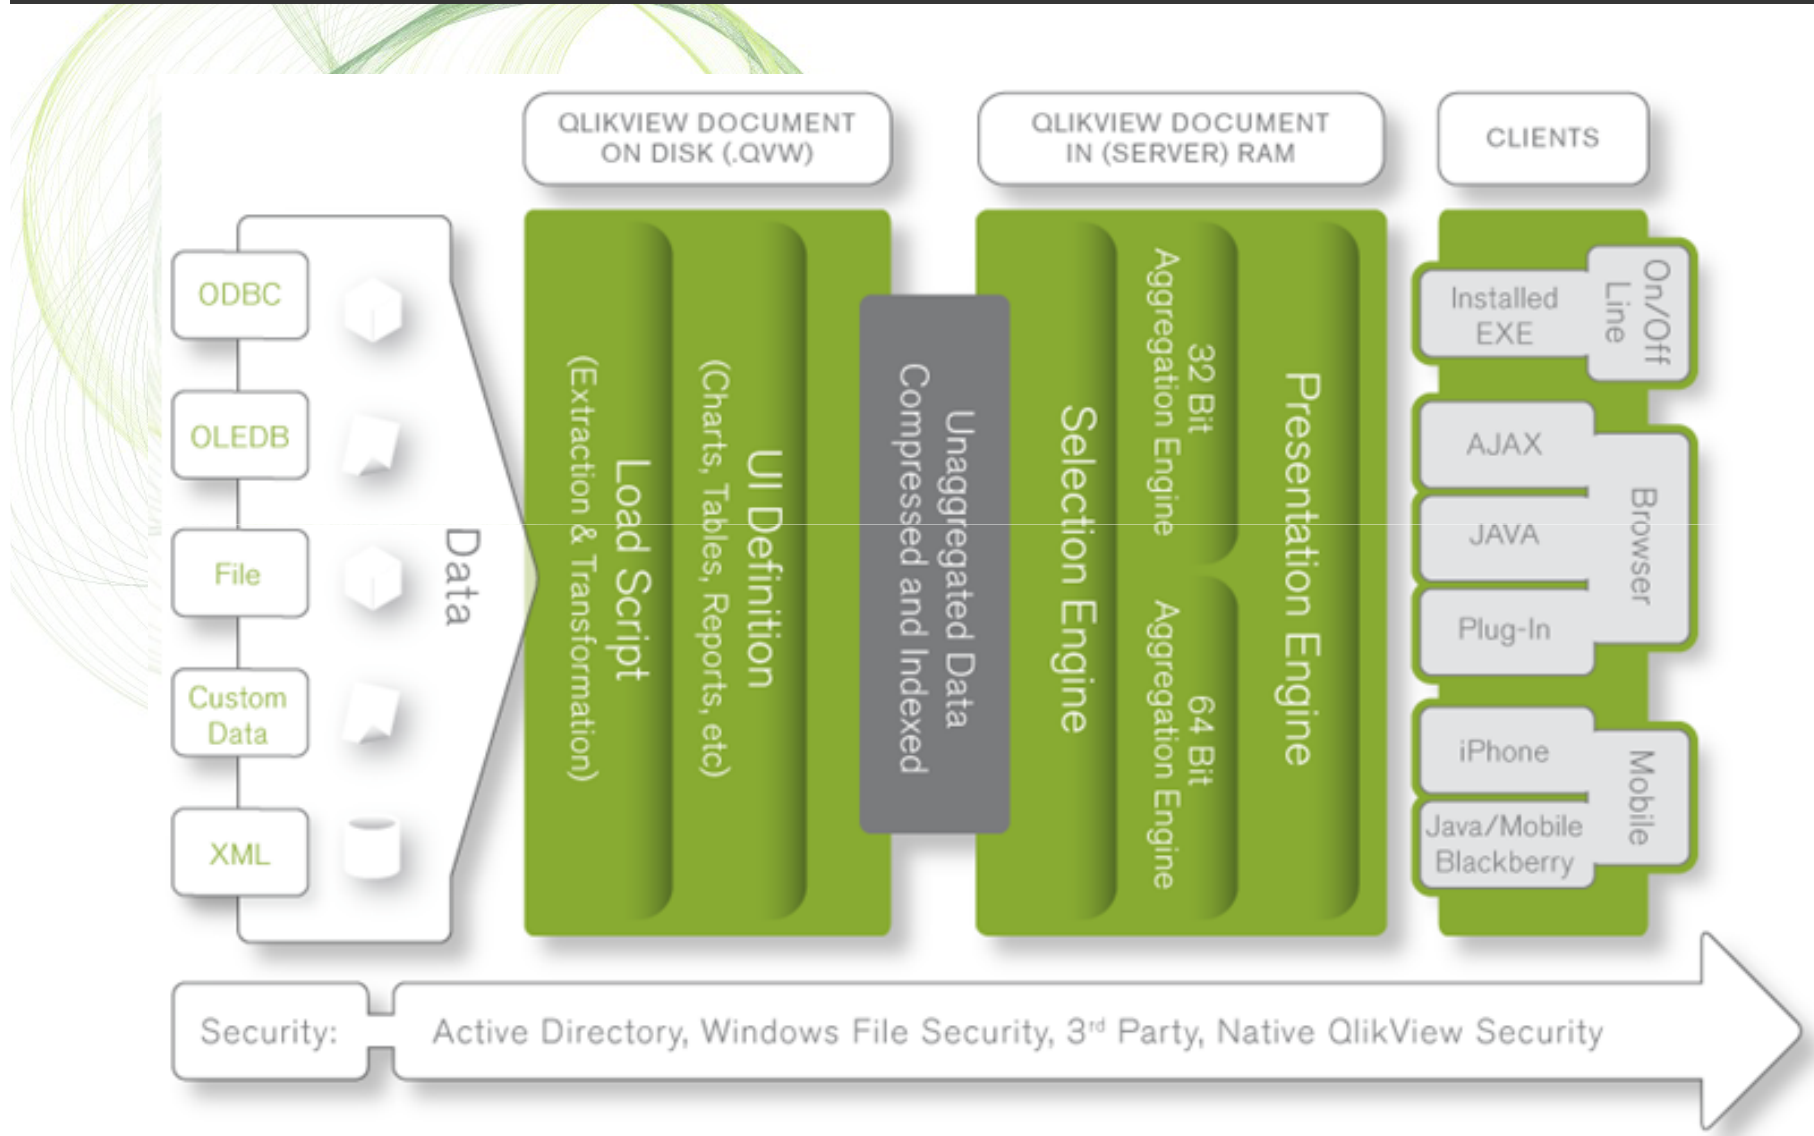 QLIKVIEW DOCUMENT
ON DISK (.QVW)
QLIKVIEW DOCUMENT
IN (SERVER) RAM
CLIENTS
ODBC
OLEDB
File
Custom
Data
XML
Data
Load Script
(Extraction & Transformation)
UI Definition
(Charts, Tables, Reports, etc)
Unaggregated Data
Compressed and Indexed
Selection Engine
32 Bit
Aggregation Engine
64 Bit
Aggregation Engine
Presentation Engine
Installed
EXE
On/Off
Line
AJAX
JAVA
Plug-In
Browser
iPhone
Java/Mobile
Blackberry
Mobile
Security:
Active Directory, Windows File Security, 3rd Party, Native QlikView Security